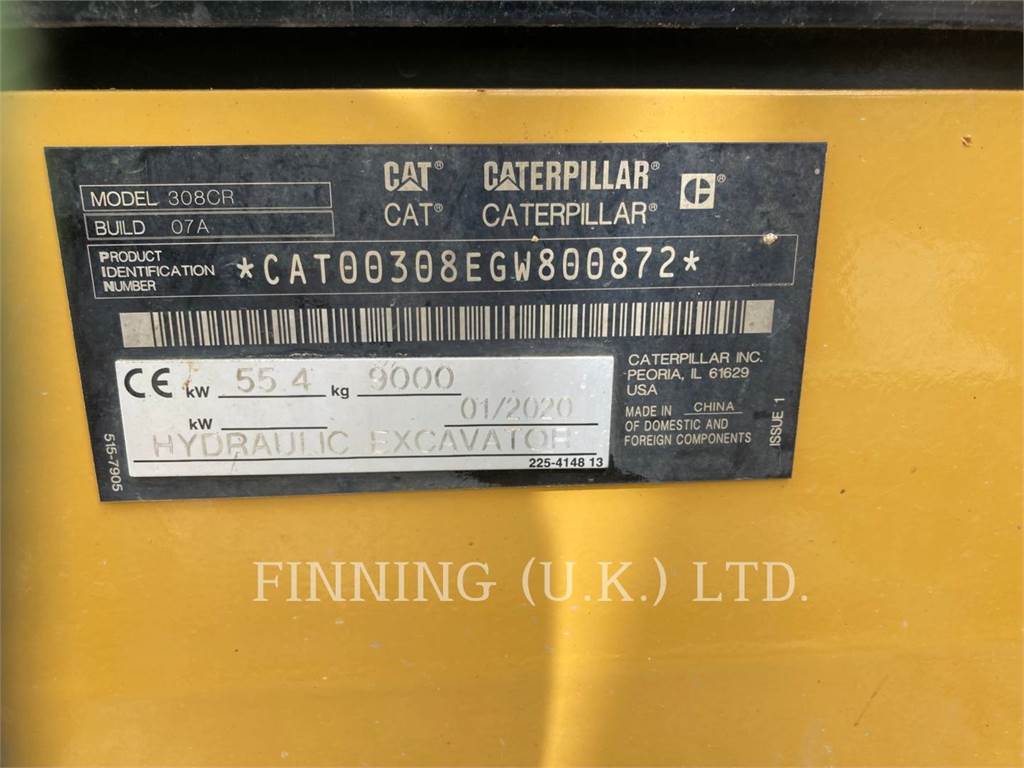 CAT® CATERPILLAR®
CAT® CATERPILLAR®
MODEL 308CR
BUILD 07A
PRODUCT
IDENTIFICATION
NUMBER
*CAT00308EGW800872*
CE kW 55.4 kg 9000
kW 01/2020
HYDRAULIC EXCAVATOR
225-4148 13
515-7905
CATERPILLAR INC.
PEORIA, IL 61629
USA
MADE IN CHINA
OF DOMESTIC AND
FOREIGN COMPONENTS
ISSUE 1
FINNING (U.K.) LTD.